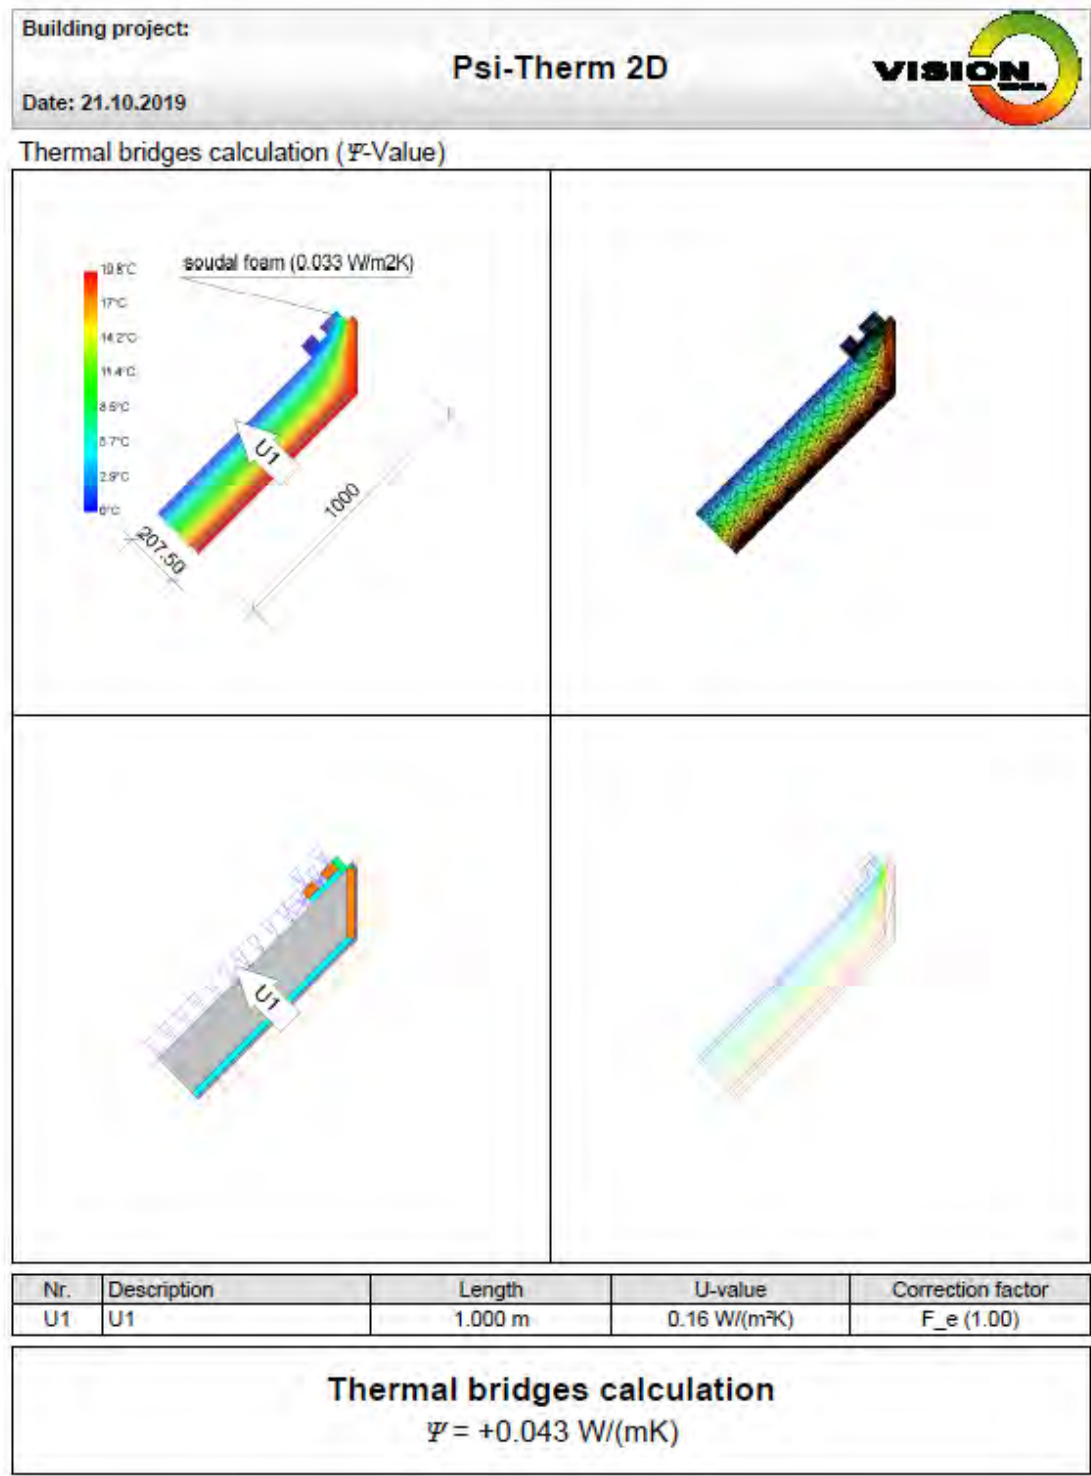 Building project:
Psi-Therm 2D
VISION
Date: 21.10.2019
Thermal bridges calculation (Ψ-Value)
soudal foam (0.033 W/m2K)
19.8°C
17°C
14.2°C
11.4°C
8.5°C
5.7°C
2.9°C
0°C
U1
1000
207.50
U1
Nr. Description Length U-value Correction factor
U1 U1 1.000 m 0.16 W/(m²K) F_e (1.00)
Thermal bridges calculation
Ψ = +0.043 W/(mK)